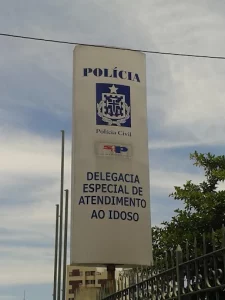 POLÍCIA
Polícia Civil
DELEGACIA
ESPECIAL DE
ATENDIMENTO
AO IDOSO